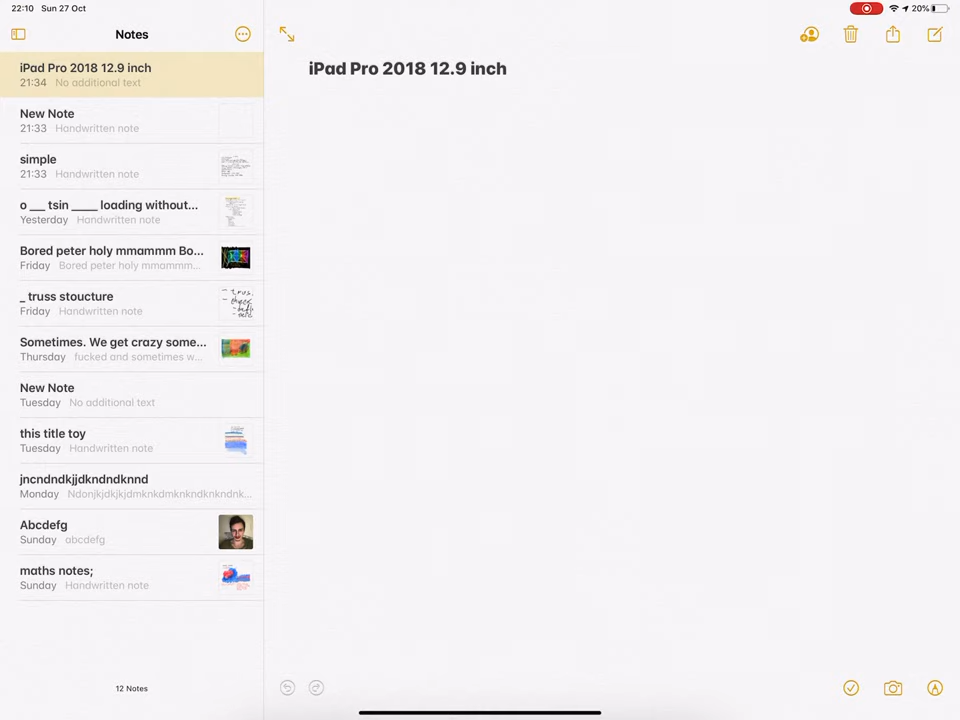 22:10 Sun 27 Oct
20%
Notes
iPad Pro 2018 12.9 inch
21:34 No additional text
New Note
21:33 Handwritten note
simple
21:33 Handwritten note
o ___ tsin ____ loading without...
Yesterday Handwritten note
Bored peter holy mmammm Bo...
Friday Bored peter holy mmammm...
_ truss stoucture
Friday Handwritten note
Sometimes. We get crazy some...
Thursday fucked and sometimes w...
New Note
Tuesday No additional text
this title toy
Tuesday Handwritten note
jncndndkjjdkndndknnd
Monday Ndonjkjdkjkjdmknkdmknkndknkndnk...
Abcdefg
Sunday abcdefg
maths notes;
Sunday Handwritten note
12 Notes
iPad Pro 2018 12.9 inch